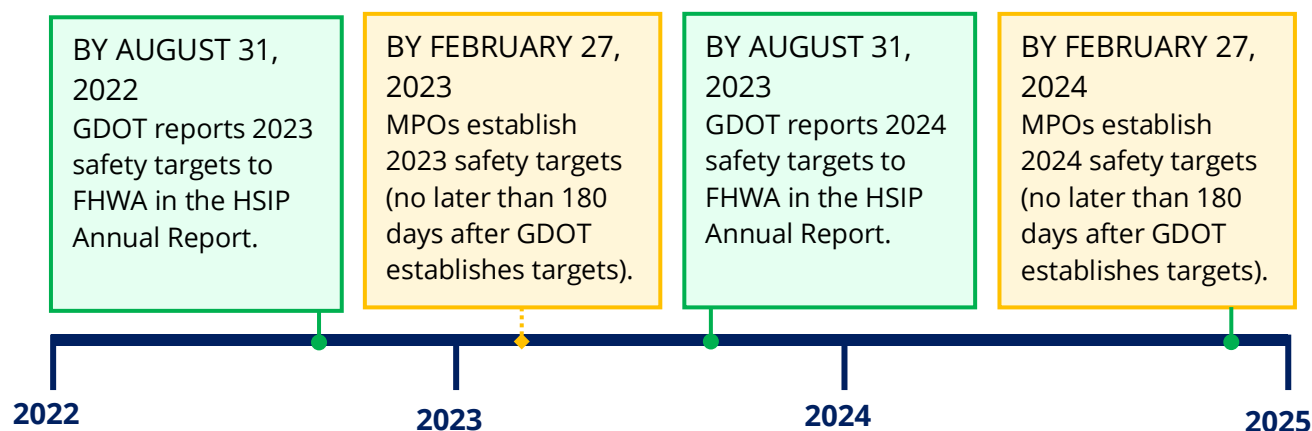 BY AUGUST 31,
2022
GDOT reports 2023
safety targets to
FHWA in the HSIP
Annual Report.
BY FEBRUARY 27,
2023
MPOs establish
2023 safety targets
(no later than 180
days after GDOT
establishes targets).
BY AUGUST 31,
2023
GDOT reports 2024
safety targets to
FHWA in the HSIP
Annual Report.
BY FEBRUARY 27,
2024
MPOs establish
2024 safety targets
(no later than 180
days after GDOT
establishes targets).
2022
2023
2024
2025